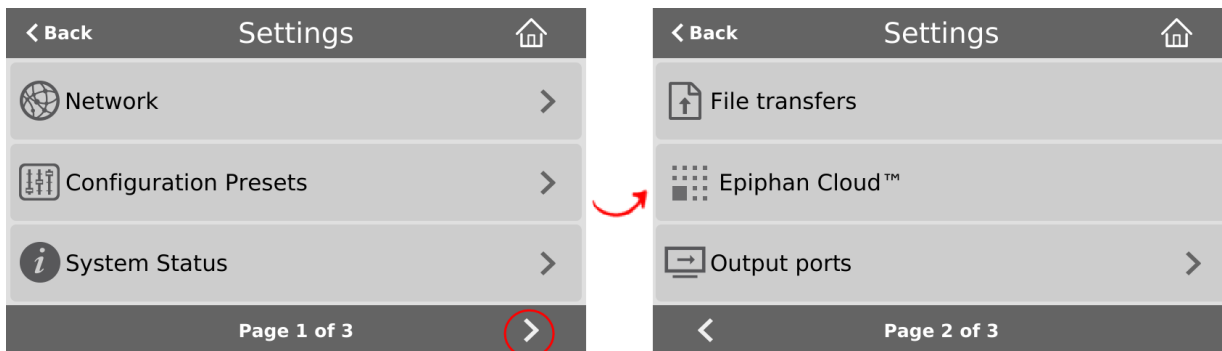 Back
Settings
Network
Configuration Presets
System Status
Page 1 of 3
Back
Settings
File transfers
Epiphan Cloud™
Output ports
Page 2 of 3